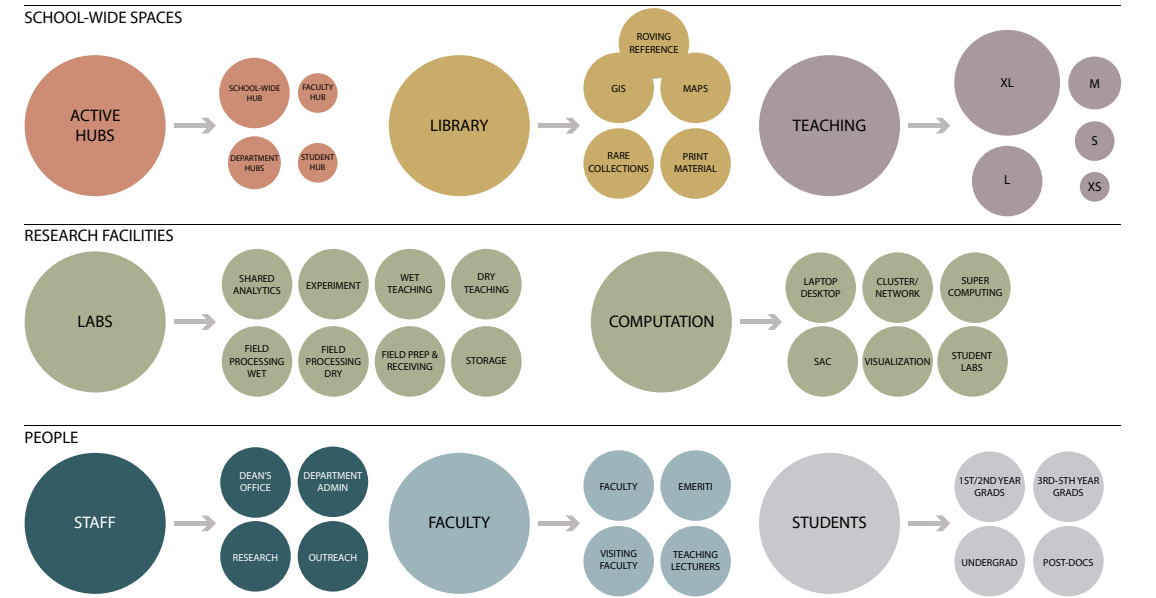 SCHOOL-WIDE SPACES
ACTIVE
HUBS
SCHOOL-WIDE
HUB
FACULTY
HUB
DEPARTMENT
HUBS
STUDENT
HUB
LIBRARY
ROVING
REFERENCE
GIS
MAPS
RARE
COLLECTIONS
PRINT
MATERIAL
TEACHING
XL
M
S
L
XS
RESEARCH FACILITIES
LABS
SHARED
ANALYTICS
EXPERIMENT
WET
TEACHING
DRY
TEACHING
FIELD
PROCESSING
WET
FIELD
PROCESSING
DRY
FIELD PREP &
RECEIVING
STORAGE
COMPUTATION
LAPTOP
DESKTOP
CLUSTER/
NETWORK
SUPER
COMPUTING
SAC
VISUALIZATION
STUDENT
LABS
PEOPLE
STAFF
DEAN'S
OFFICE
DEPARTMENT
ADMIN
RESEARCH
OUTREACH
FACULTY
FACULTY
EMERITI
VISITING
FACULTY
TEACHING
LECTURERS
STUDENTS
1ST/2ND YEAR
GRADS
3RD-5TH YEAR
GRADS
UNDERGRAD
POST-DOCS